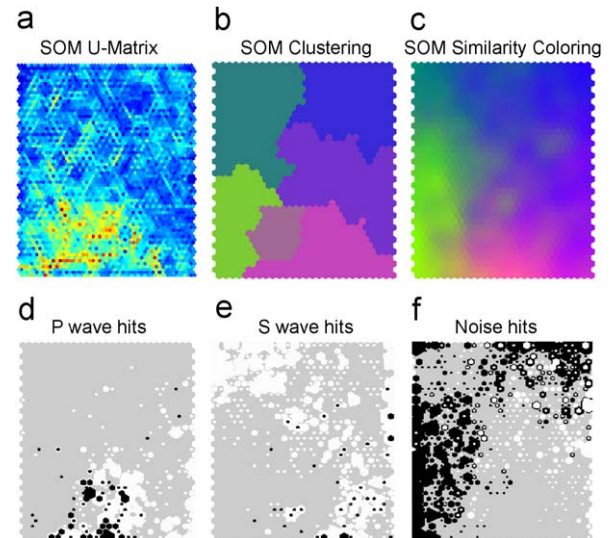 a
SOM U-Matrix
b
SOM Clustering
c
SOM Similarity Coloring
d
P wave hits
e
S wave hits
f
Noise hits